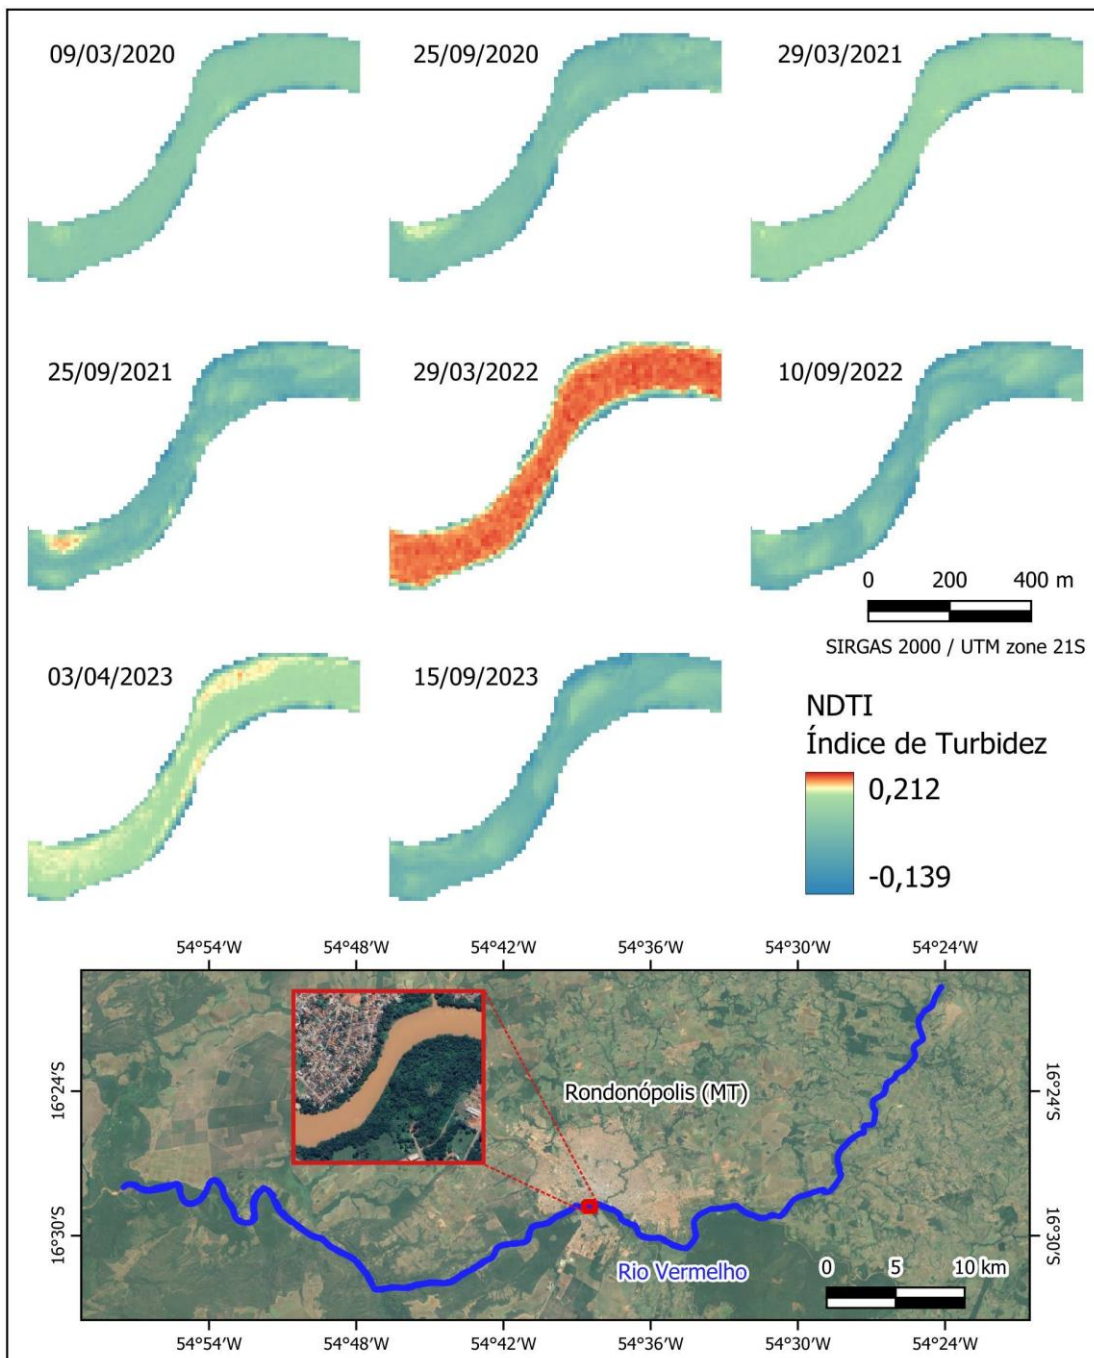 09/03/2020
25/09/2020
29/03/2021
25/09/2021
29/03/2022
10/09/2022
0 200 400 m
SIRGAS 2000 / UTM zone 21S
03/04/2023
15/09/2023
NDTI
Índice de Turbidez
0,212
-0,139
54°54'W 54°48'W 54°42'W 54°36'W 54°30'W 54°24'W
16°24'S
16°24'S
Rondonópolis (MT)
16°30'S
16°30'S
Rio Vermelho
0 5 10 km
54°54'W 54°48'W 54°42'W 54°36'W 54°30'W 54°24'W